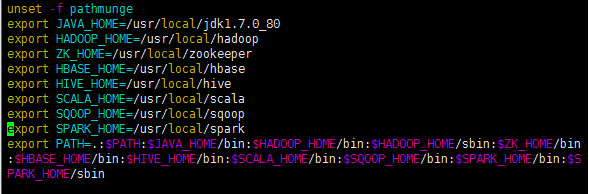 unset -f pathmunge
export JAVA_HOME=/usr/local/jdk1.7.0_80
export HADOOP_HOME=/usr/local/hadoop
export ZK_HOME=/usr/local/zookeeper
export HBASE_HOME=/usr/local/hbase
export HIVE_HOME=/usr/local/hive
export SCALA_HOME=/usr/local/scala
export SQOOP_HOME=/usr/local/sqoop
export SPARK_HOME=/usr/local/spark
export PATH=.:$PATH:$JAVA_HOME/bin:$HADOOP_HOME/bin:$HADOOP_HOME/sbin:$ZK_HOME/bin
:$HBASE_HOME/bin:$HIVE_HOME/bin:$SCALA_HOME/bin:$SQOOP_HOME/bin:$SPARK_HOME/bin:$S
PARK_HOME/sbin